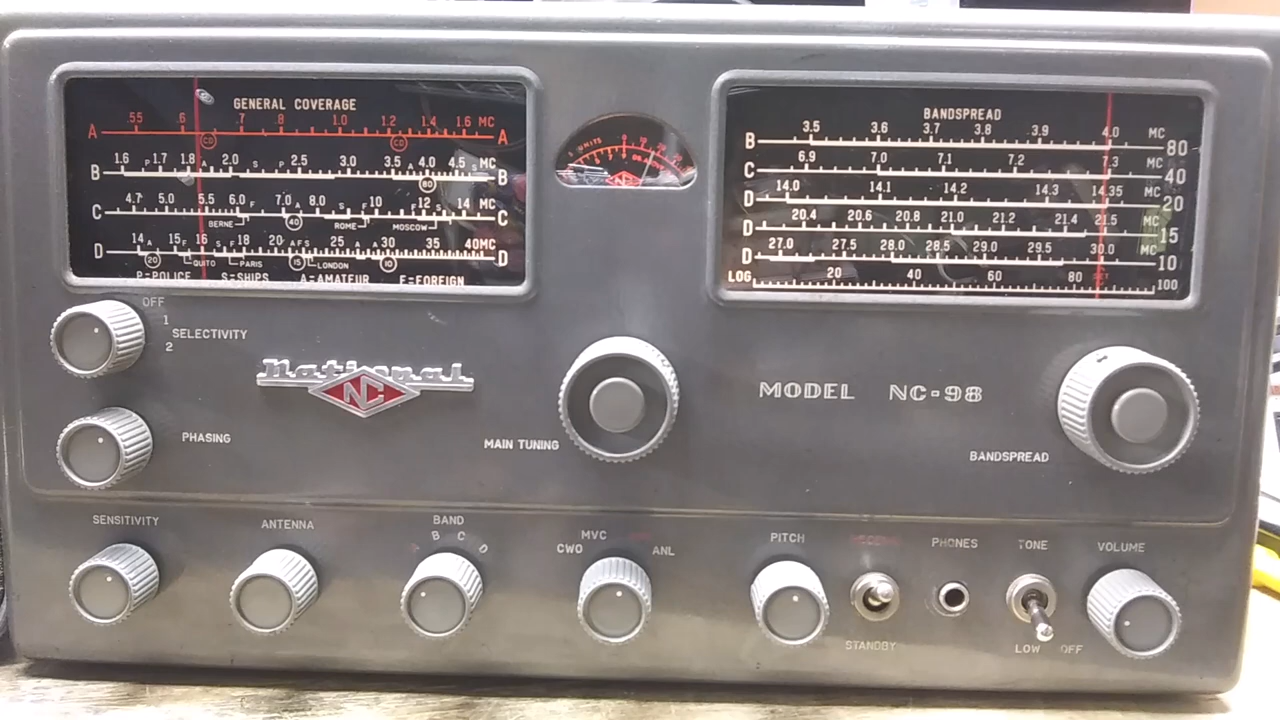 GENERAL COVERAGE
A .55 .6 .7 .8 1.0 1.2 1.4 1.6 MC A
CD CD
B 1.6 P 1.7 1.8 A 2.0 S P 2.5 3.0 3.5 A 4.0 4.5 S MC B
80
C 4.7 5.0 5.5 6.0 F 7.0 A 8.0 S F 10 F 12 S 14 MC C
BERNE 40 ROME MOSCOW
D 14 A 15 F 16 S F 18 20 A F S 25 A A 30 35 40MC D
20 QUITO PARIS 15 LONDON 10
P-POLICE S-SHIPS A-AMATEUR F-FOREIGN
S UNITS
NC
BANDSPREAD
B 3.5 3.6 3.7 3.8 3.9 4.0 MC 80
C 6.9 7.0 7.1 7.2 7.3 MC 40
D 14.0 14.1 14.2 14.3 14.35 MC 20
D 20.4 20.6 20.8 21.0 21.2 21.4 21.5 MC 15
D 27.0 27.5 28.0 28.5 29.0 29.5 30.0 MC 10
LOG 20 40 60 80 SET 100
OFF
1
2
SELECTIVITY
National
NC
MODEL NC-98
PHASING
MAIN TUNING
BANDSPREAD
SENSITIVITY
ANTENNA
BAND
A B C D
MVC
CWO ANL
PITCH
STANDBY
PHONES
TONE
LOW OFF
VOLUME